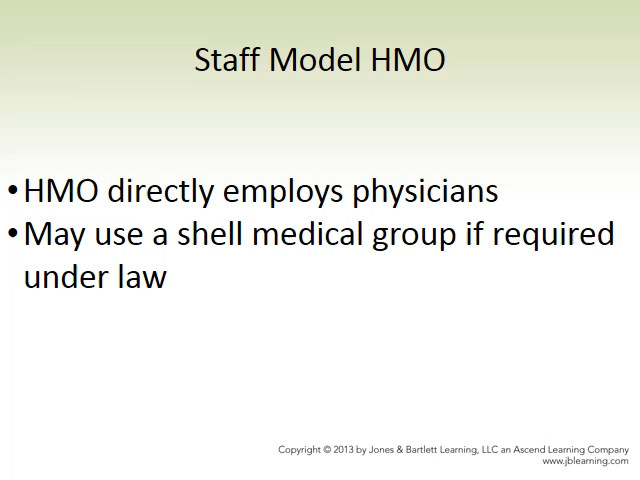 Staff Model HMO
•HMO directly employs physicians
•May use a shell medical group if required
under law
Copyright © 2013 by Jones & Bartlett Learning, LLC an Ascend Learning Company
www.jblearning.com